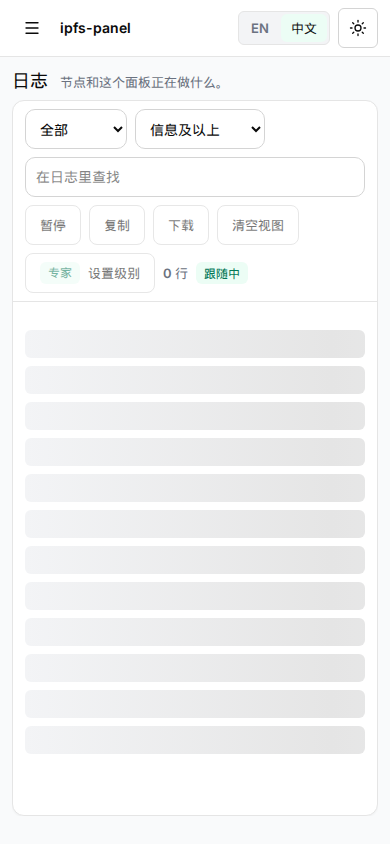 ipfs-panel EN 中文
日志 节点和这个面板正在做什么。
全部 信息及以上
在日志里查找
暂停 复制 下载 清空视图
专家 设置级别 0 行 跟随中